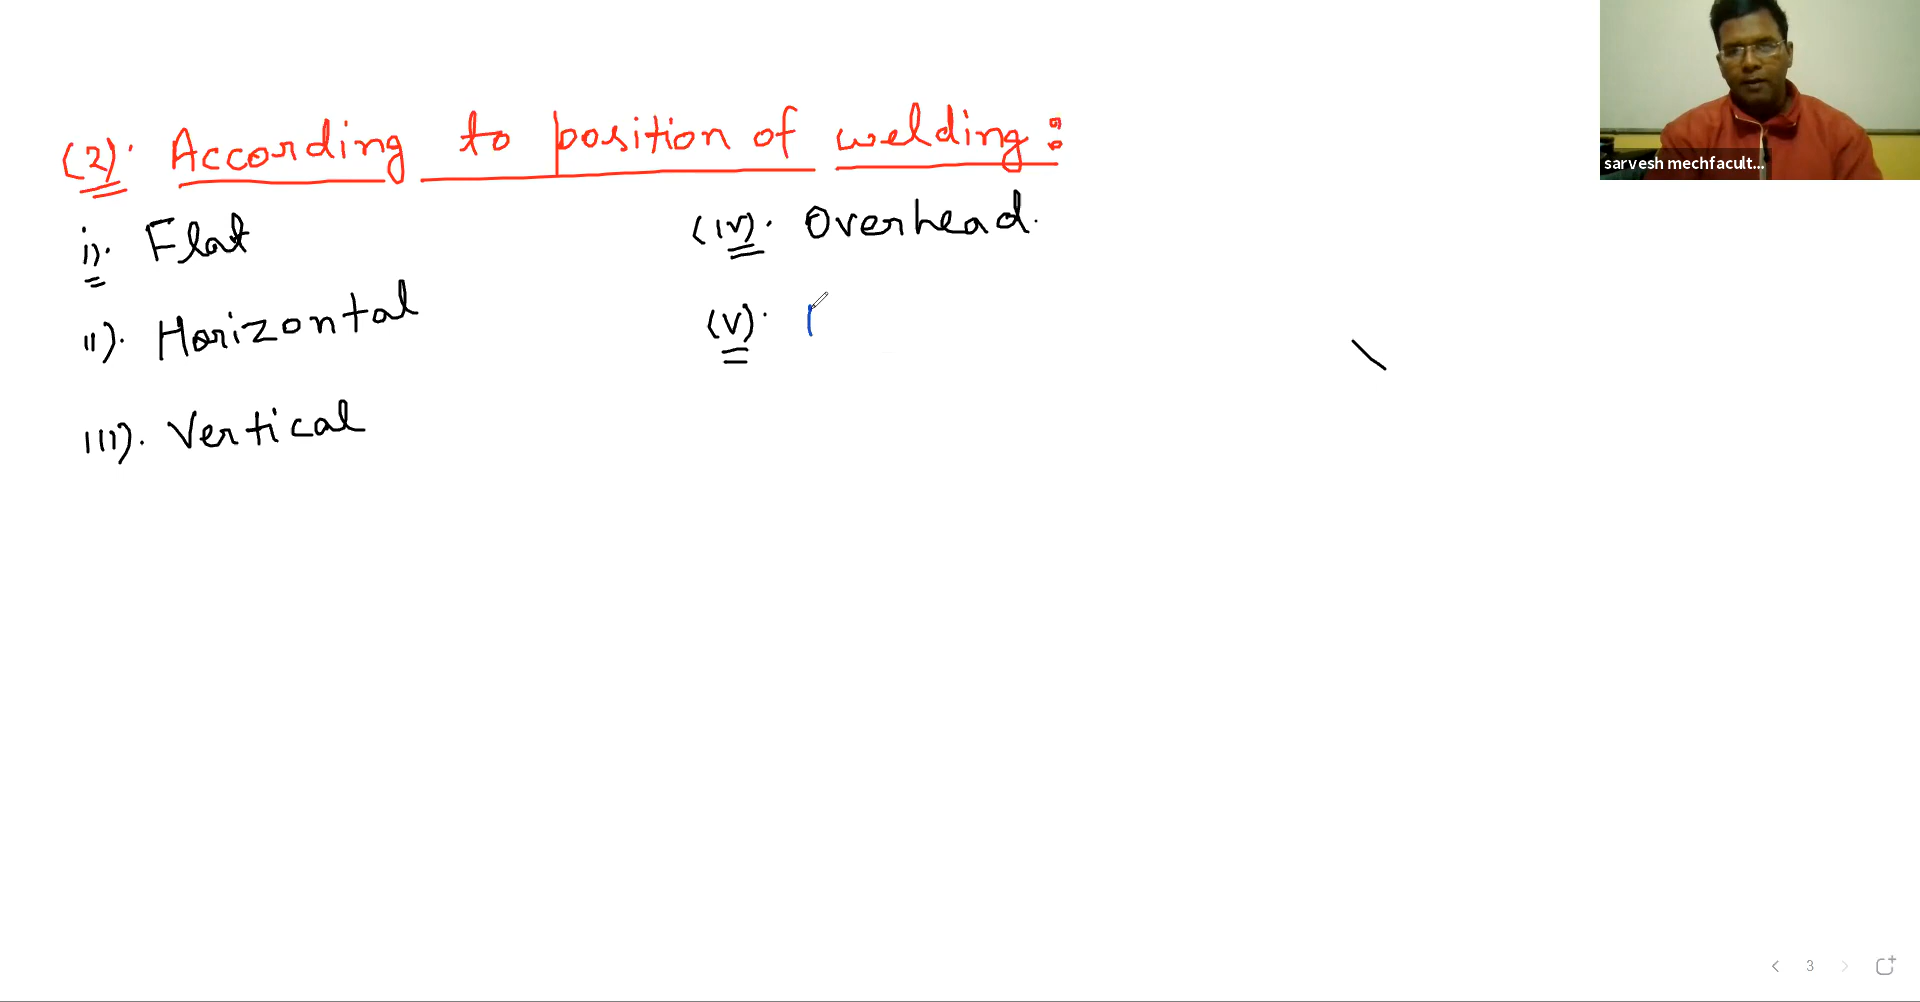 (2). According to position of welding:
i). Flat
ii). Horizontal
iii). Vertical
(iv). Overhead.
(v).
sarvesh mechfacult...
3